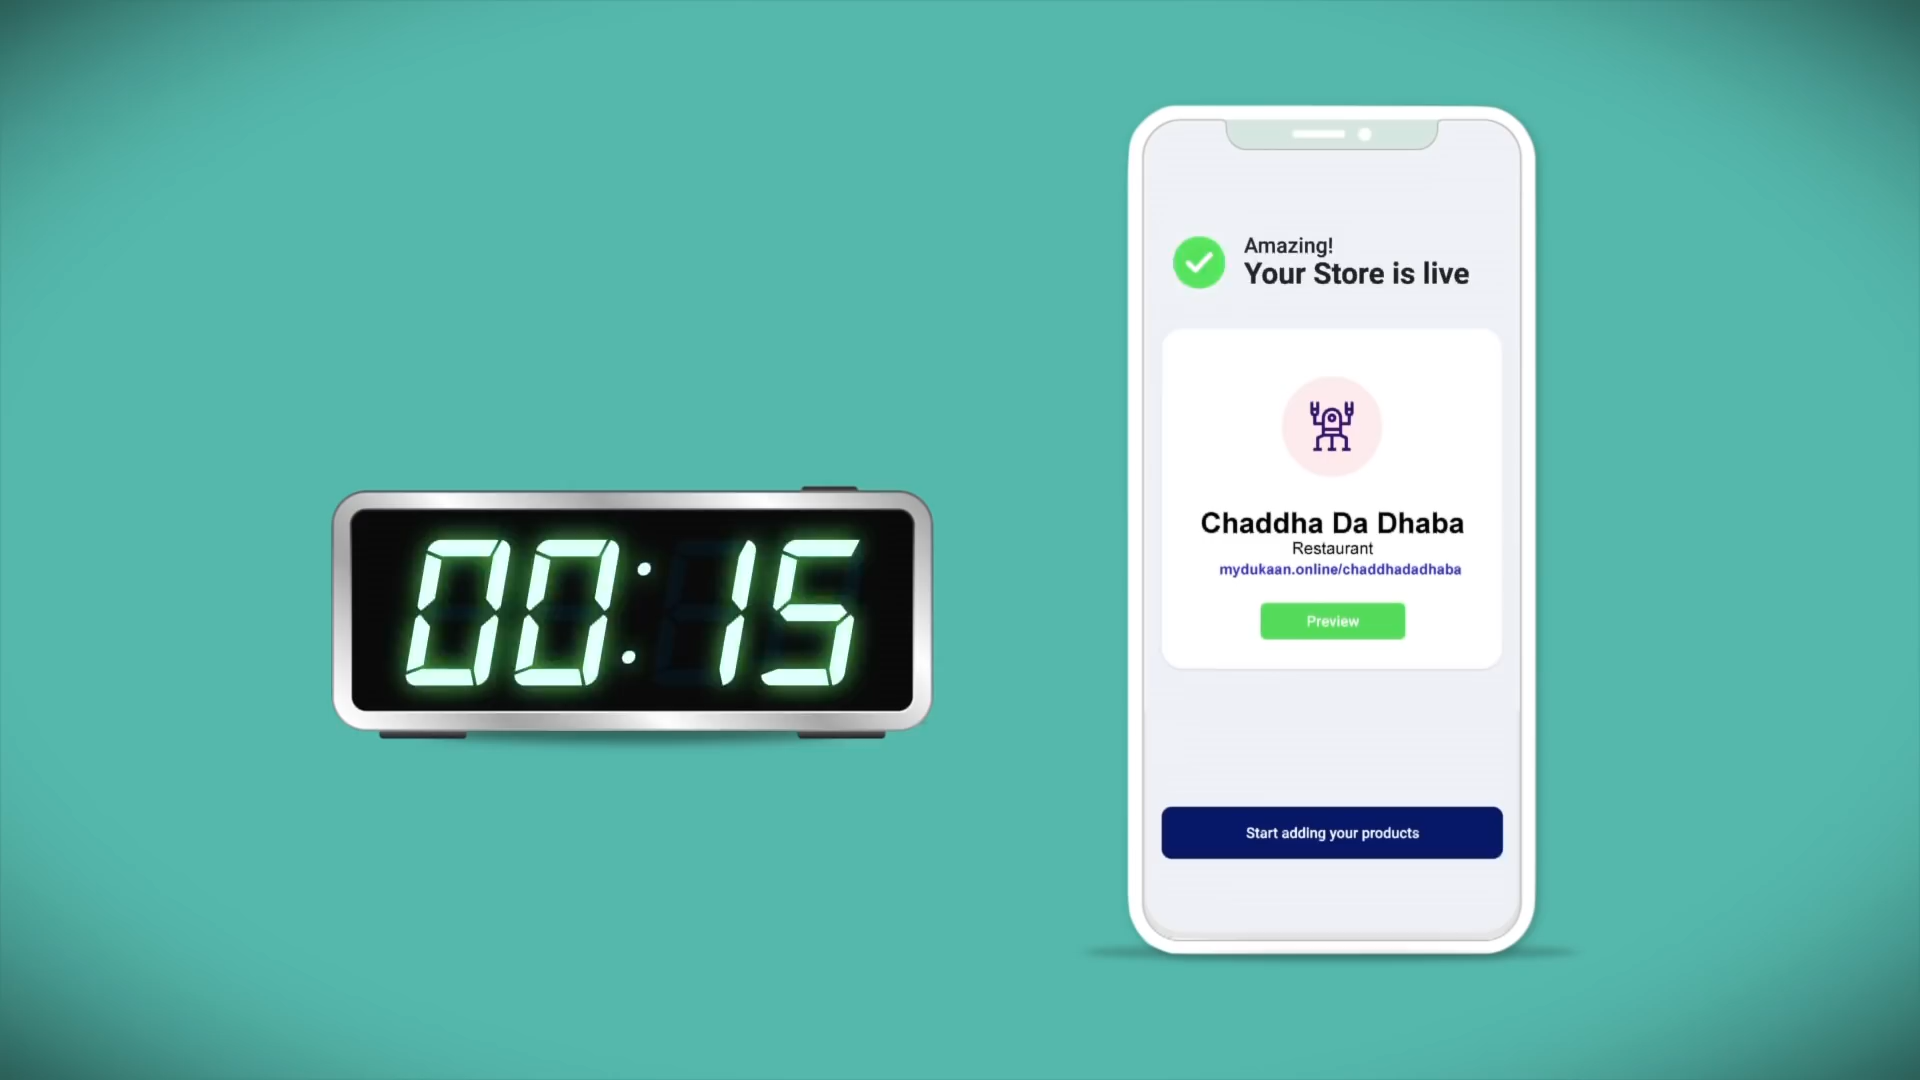 00:15
Amazing!
Your Store is live
Chaddha Da Dhaba
Restaurant
mydukaan.online/chaddhadadhaba
Preview
Start adding your products